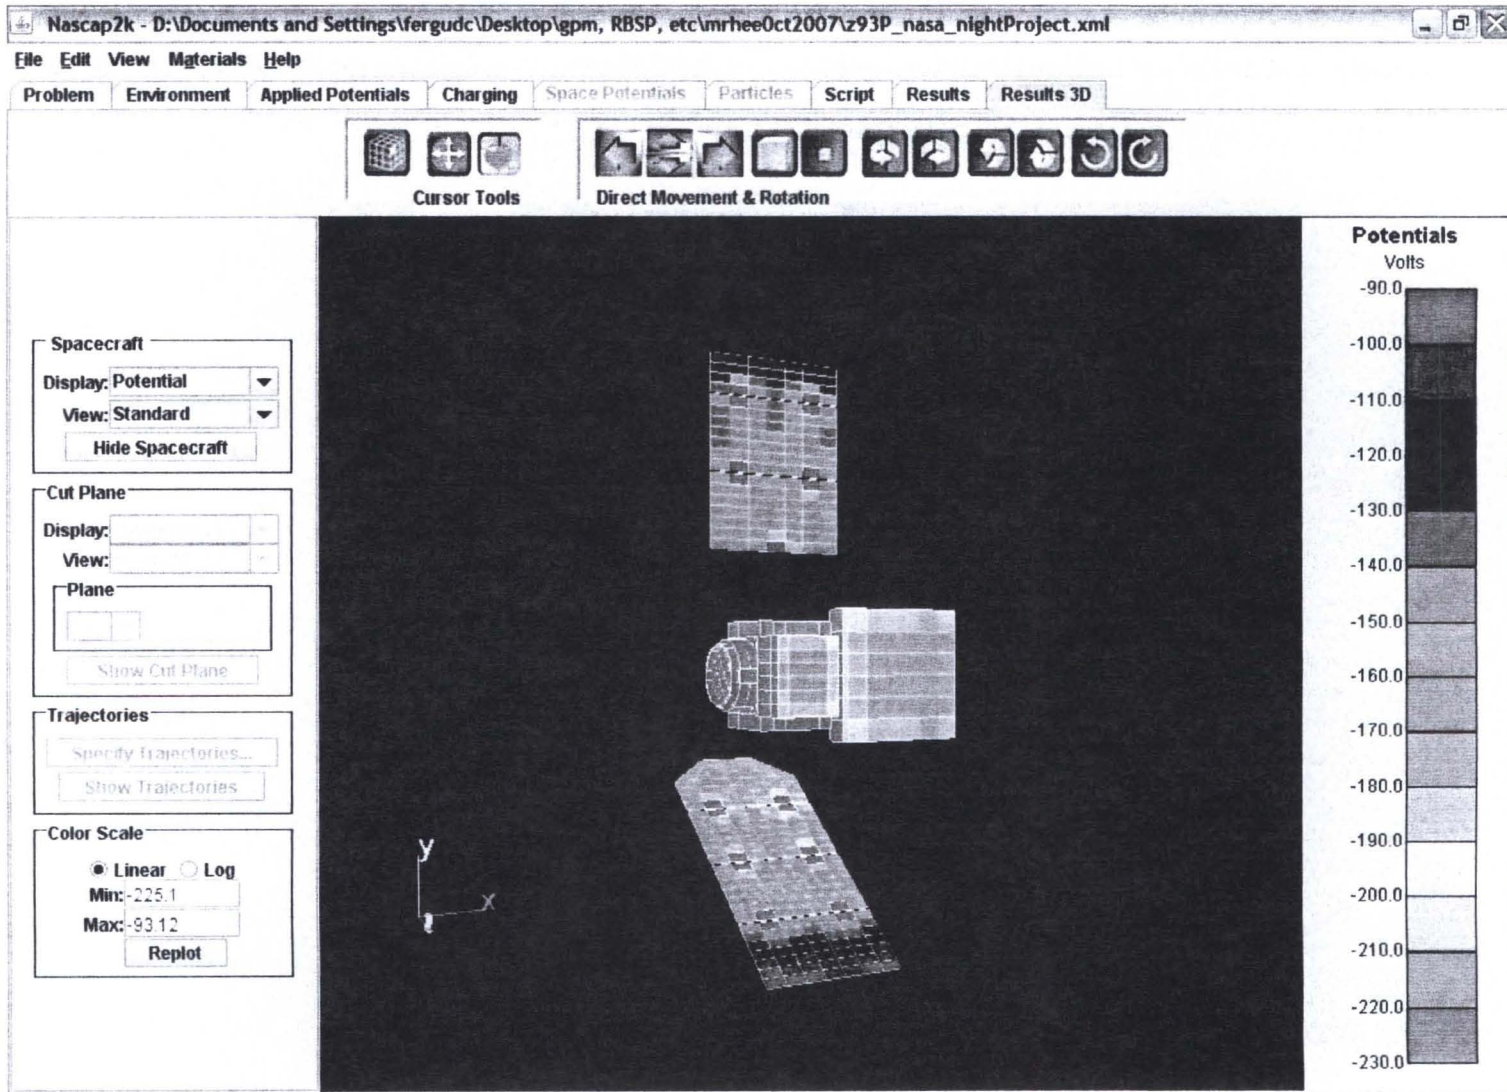 Nascap2k - D:\Documents and Settings\fergudc\Desktop\gpm, RBSP, etc\mrhee0ct2007\z93P_nasa_nightProject.xml
File Edit View Materials Help
Problem Environment Applied Potentials Charging Space Potentials Particles Script Results Results 3D
Cursor Tools
Direct Movement & Rotation
Spacecraft
Display: Potential
View: Standard
Hide Spacecraft
Cut Plane
Display:
View:
Plane
Show Cut Plane
Trajectories
Specify Trajectories...
Show Trajectories
Color Scale
Linear Log
Min: -225.1
Max: -93.12
Replot
y
x
Potentials
Volts
-90.0
-100.0
-110.0
-120.0
-130.0
-140.0
-150.0
-160.0
-170.0
-180.0
-190.0
-200.0
-210.0
-220.0
-230.0